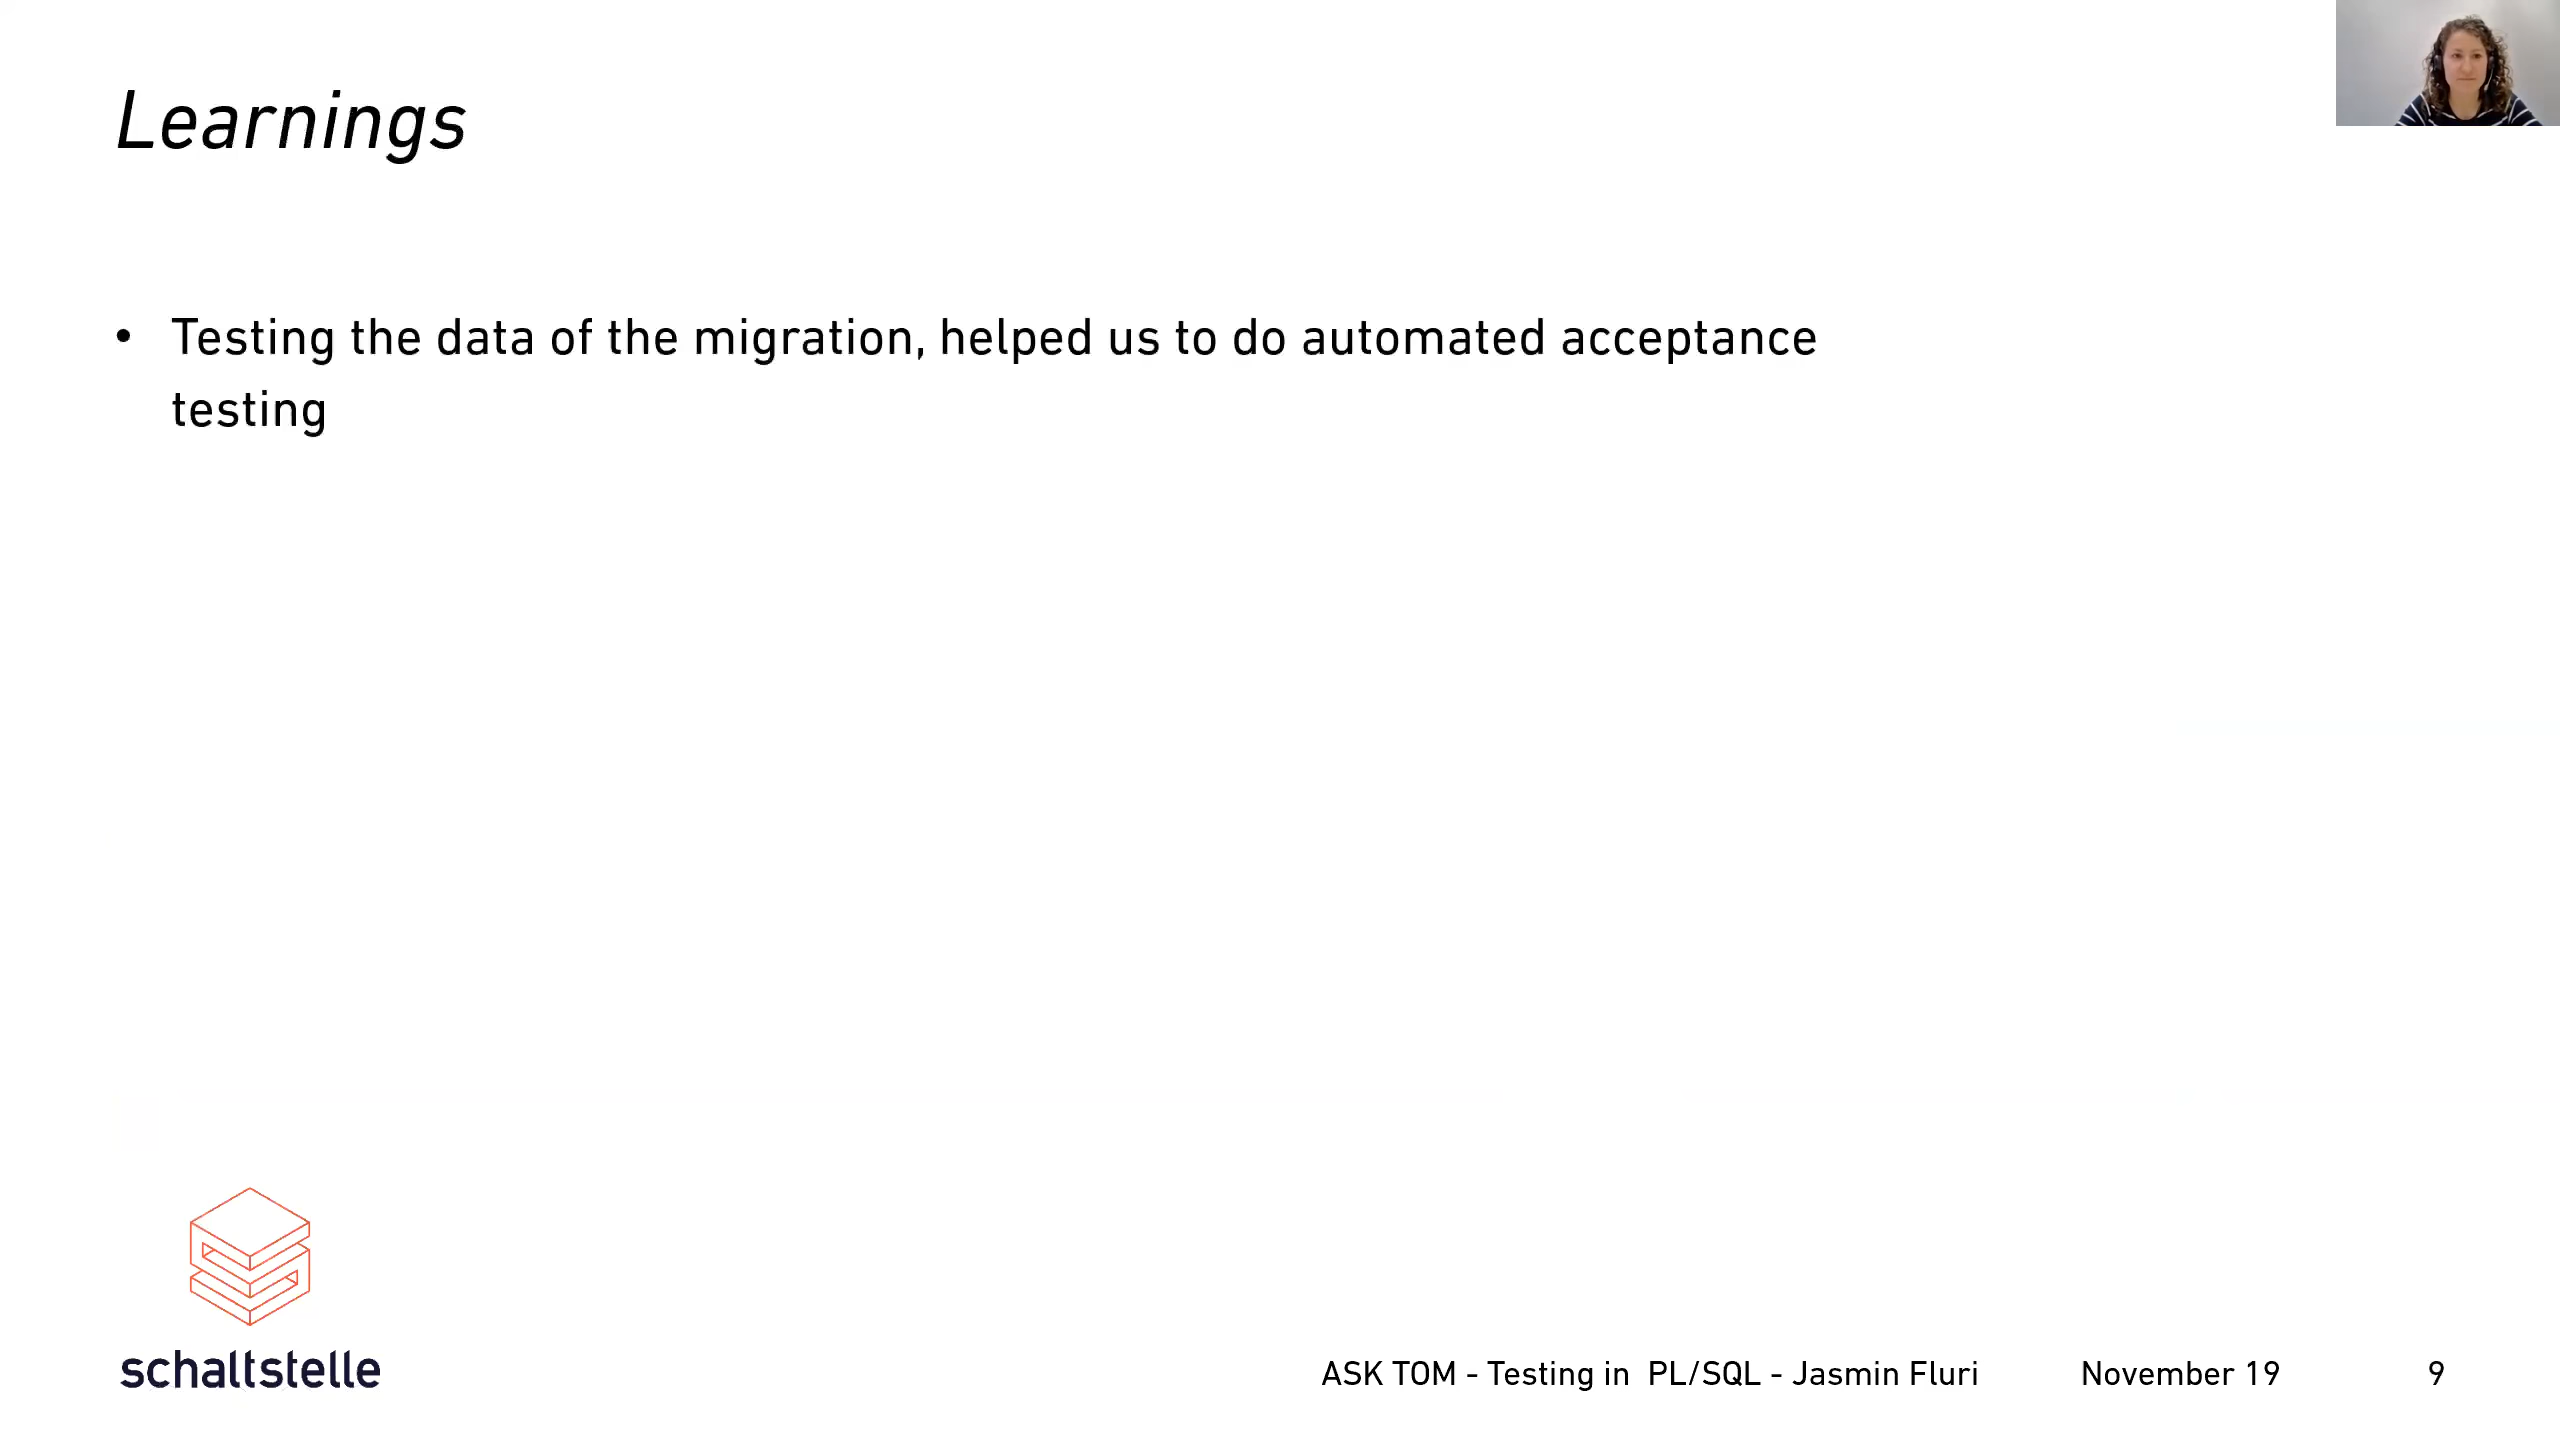 Learnings
• Testing the data of the migration, helped us to do automated acceptance
testing
schaltstelle
ASK TOM - Testing in PL/SQL - Jasmin Fluri November 19 9